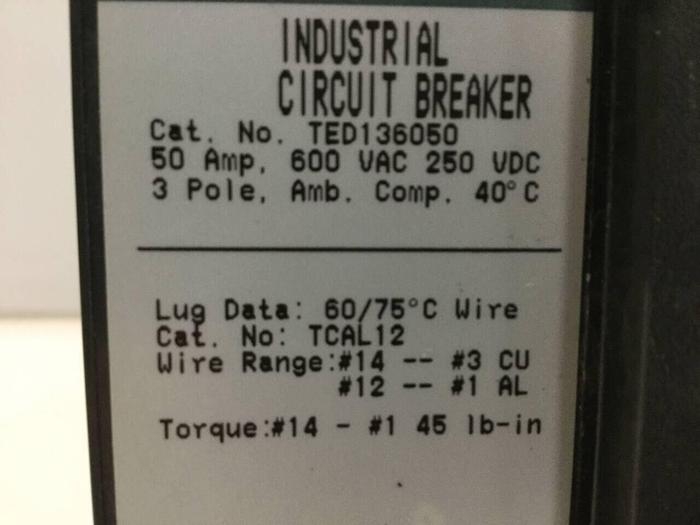 INDUSTRIAL
CIRCUIT BREAKER
Cat. No. TED136050
50 Amp, 600 VAC 250 VDC
3 Pole, Amb. Comp. 40°C
Lug Data: 60/75°C Wire
Cat. No: TCAL12
Wire Range:#14 -- #3 CU
#12 -- #1 AL
Torque:#14 - #1 45 lb-in